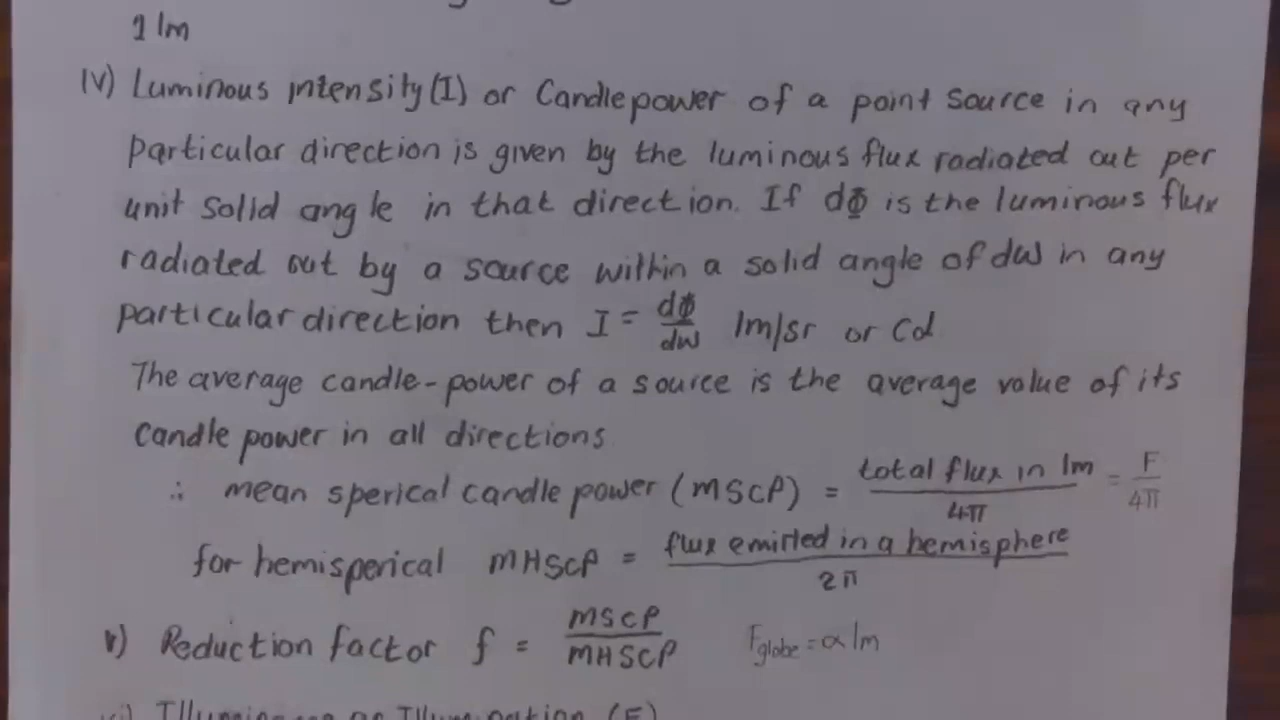 1 lm
IV) Luminous intensity (I) or Candlepower of a point source in any
particular direction is given by the luminous flux radiated out per
unit solid angle in that direction. If dΦ is the luminous flux
radiated out by a source within a solid angle of dω in any
particular direction then I = dΦ/dω lm/sr or Cd
The average candle-power of a source is the average value of its
Candle power in all directions
∴ mean sperical candle power (MSCP) = total flux in lm / 4π = F / 4π
for hemisperical MHSCP = flux emitted in a hemisphere / 2π
v) Reduction factor f = MSCP / MHSCP F globe = α lm